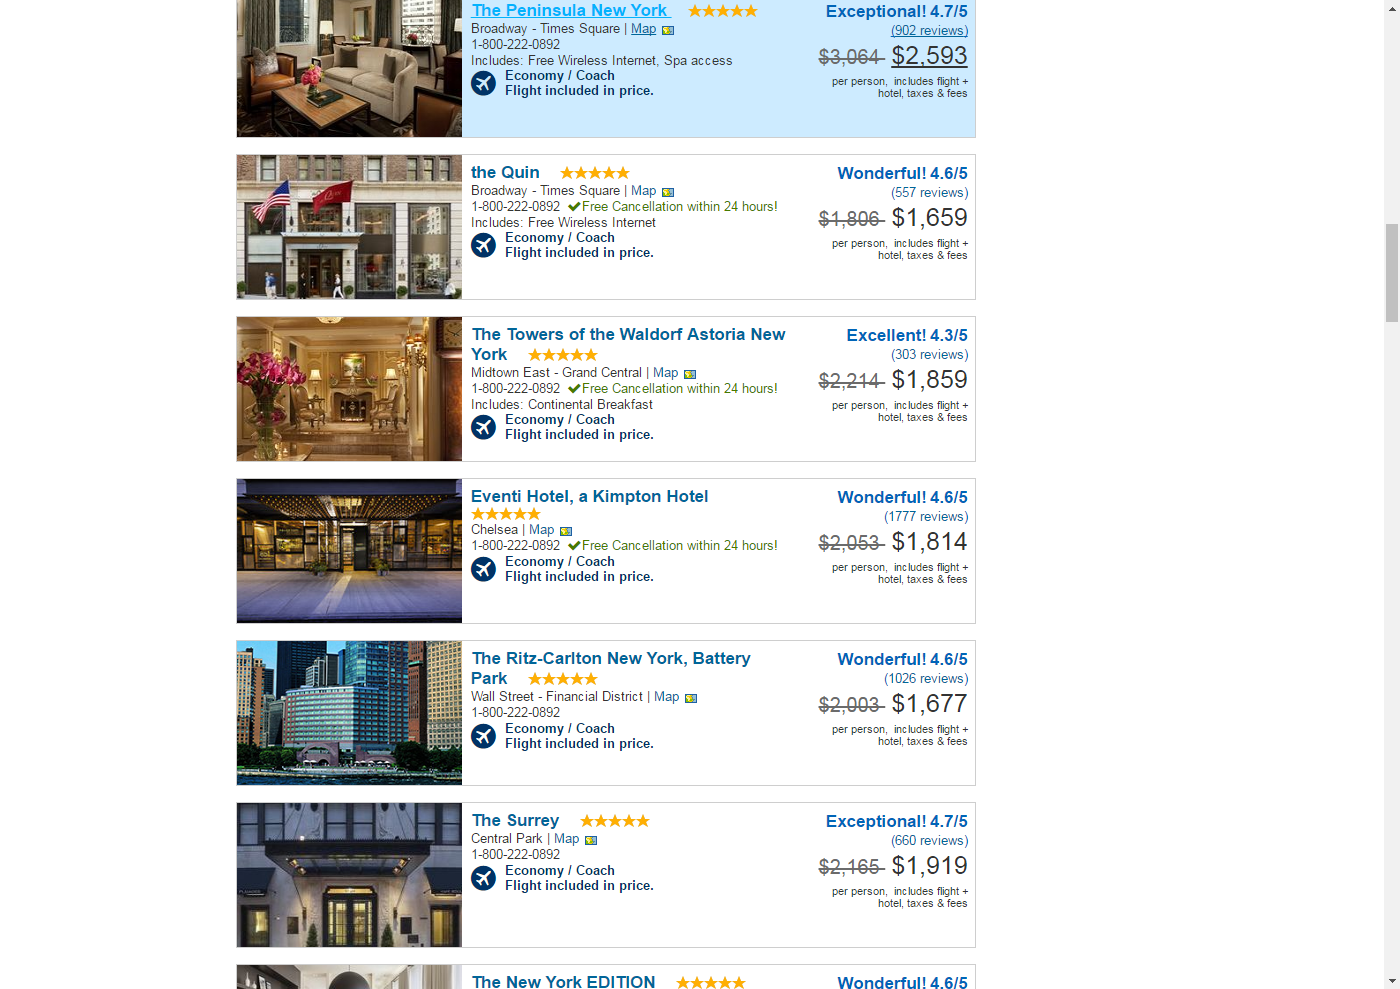 The Peninsula New York
Exceptional! 4.7/5
Broadway - Times Square | Map
(902 reviews)
1-800-222-0892
$3,064 $2,593
Includes: Free Wireless Internet, Spa access
Economy / Coach
Flight included in price.
per person, includes flight +
hotel, taxes & fees
the Quin
Wonderful! 4.6/5
Broadway - Times Square | Map
(557 reviews)
1-800-222-0892 Free Cancellation within 24 hours!
$1,806 $1,659
Includes: Free Wireless Internet
Economy / Coach
Flight included in price.
per person, includes flight +
hotel, taxes & fees
The Towers of the Waldorf Astoria New
York
Excellent! 4.3/5
(303 reviews)
Midtown East - Grand Central | Map
$2,214 $1,859
1-800-222-0892 Free Cancellation within 24 hours!
Includes: Continental Breakfast
Economy / Coach
Flight included in price.
per person, includes flight +
hotel, taxes & fees
Eventi Hotel, a Kimpton Hotel
Wonderful! 4.6/5
(1777 reviews)
Chelsea | Map
$2,053 $1,814
1-800-222-0892 Free Cancellation within 24 hours!
Economy / Coach
Flight included in price.
per person, includes flight +
hotel, taxes & fees
The Ritz-Carlton New York, Battery
Park
Wonderful! 4.6/5
(1026 reviews)
Wall Street - Financial District | Map
$2,003 $1,677
1-800-222-0892
Economy / Coach
Flight included in price.
per person, includes flight +
hotel, taxes & fees
The Surrey
Exceptional! 4.7/5
Central Park | Map
(660 reviews)
1-800-222-0892
$2,165 $1,919
Economy / Coach
Flight included in price.
per person, includes flight +
hotel, taxes & fees
The New York EDITION
Wonderful! 4.6/5